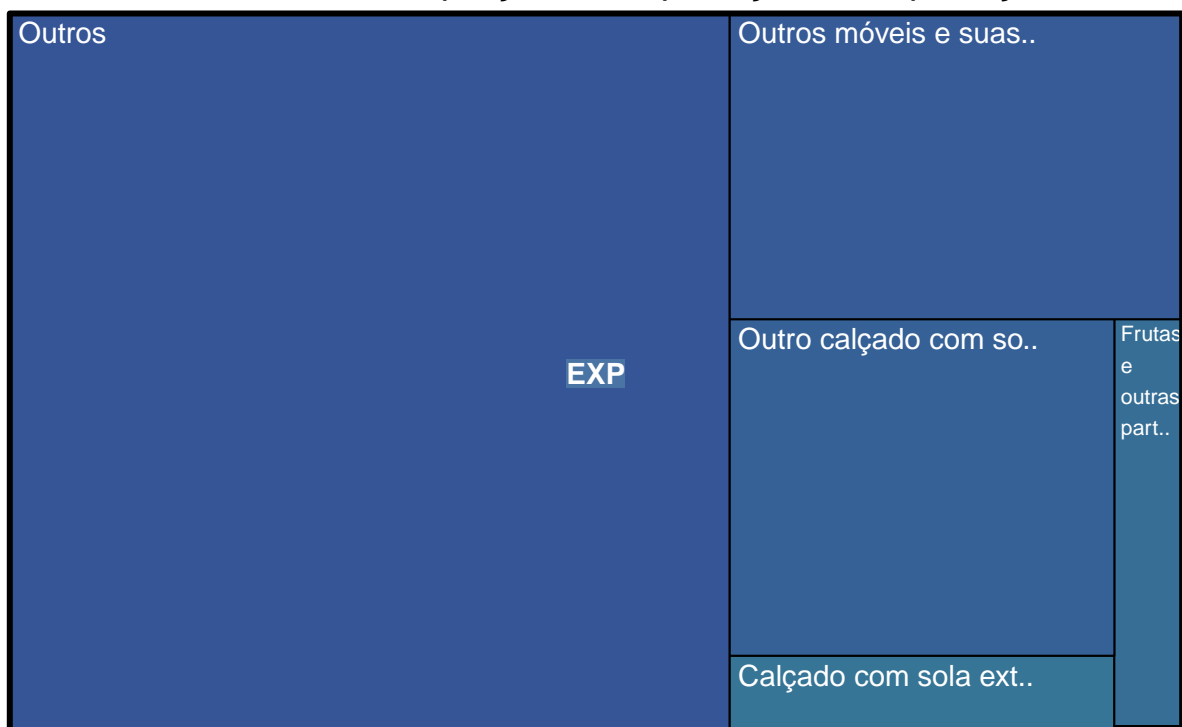 Outros
Outros móveis e suas..
EXP
Outro calçado com so..
Frutas
e
outras
part..
Calçado com sola ext..